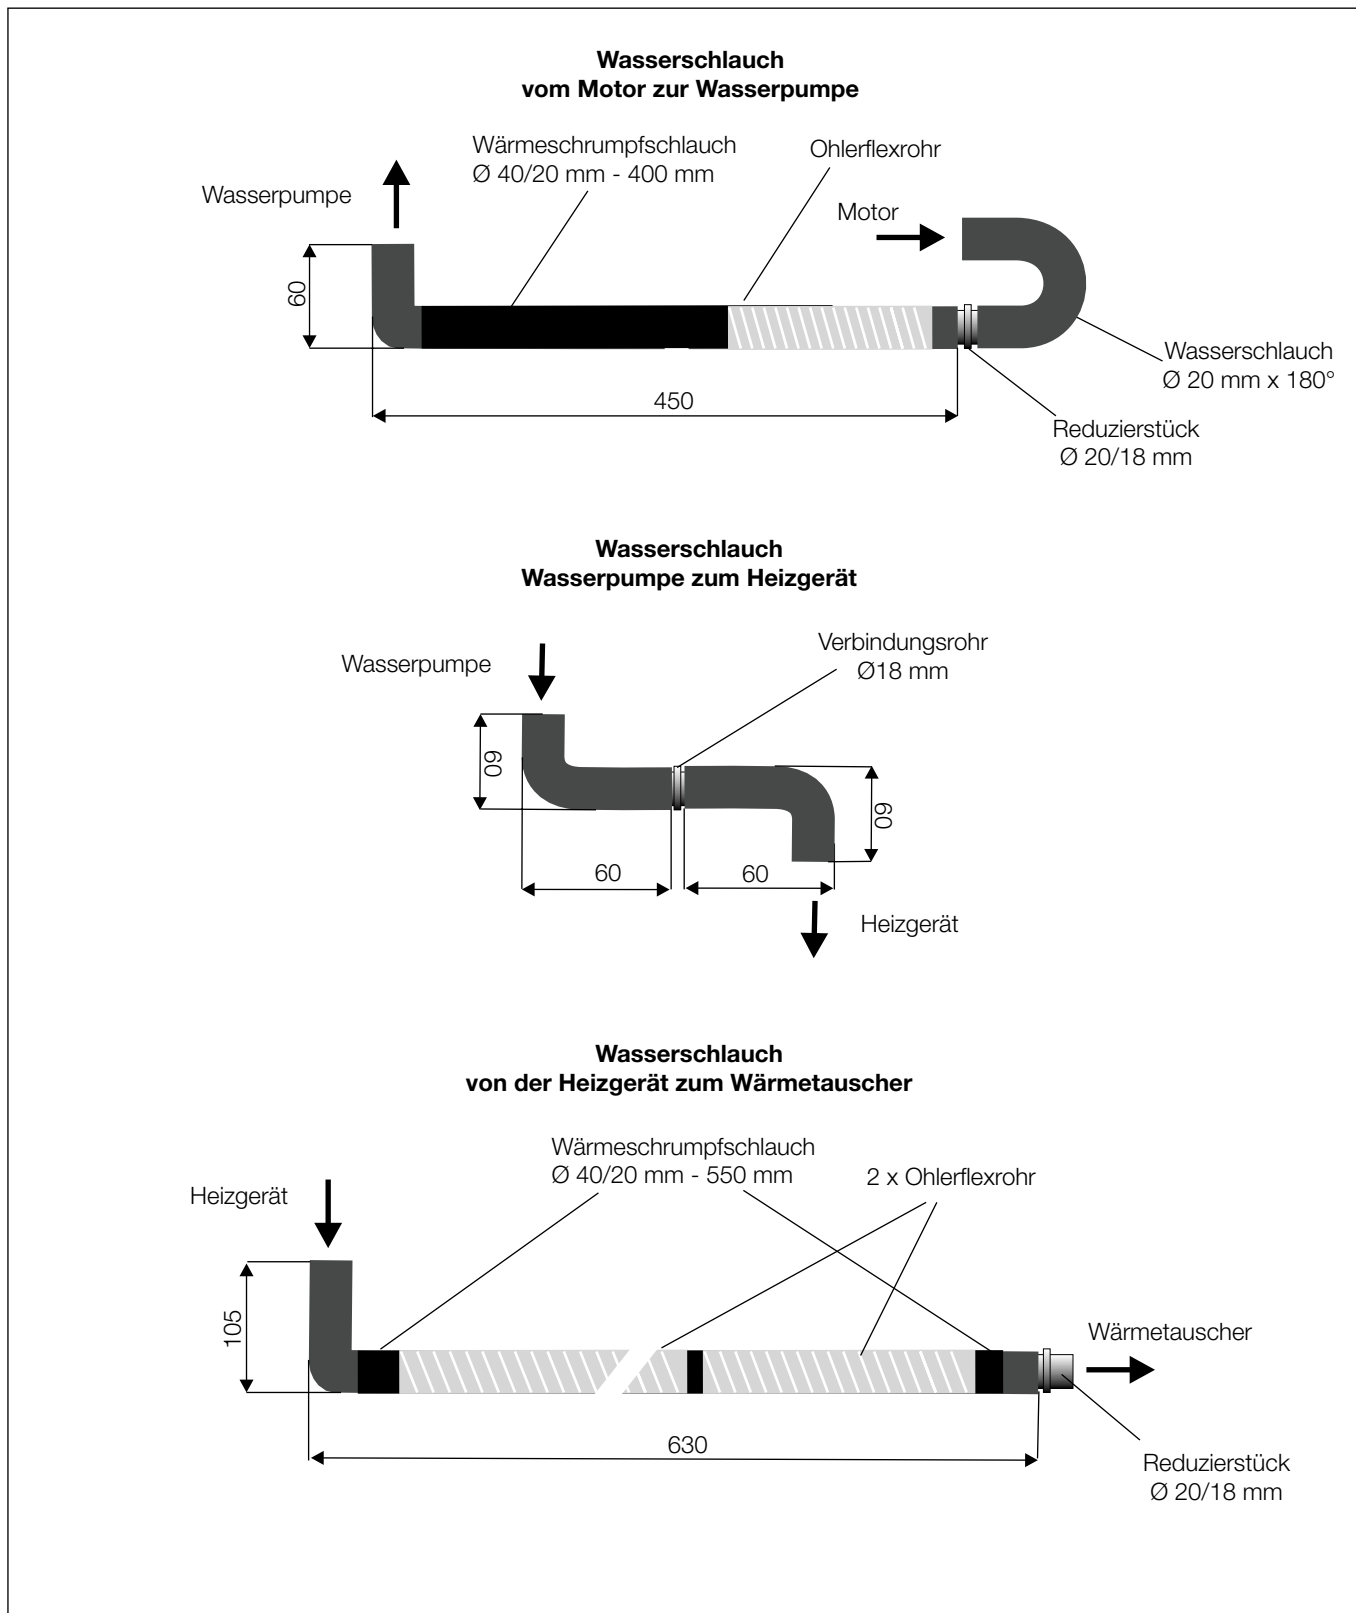 Wasserschlauch
vom Motor zur Wasserpumpe
Wärmeschrumpfschlauch
Ø 40/20 mm - 400 mm
Ohlerflexrohr
Wasserpumpe
Motor
60
Wasserschlauch
Ø 20 mm x 180°
450
Reduzierstück
Ø 20/18 mm
Wasserschlauch
Wasserpumpe zum Heizgerät
Verbindungsrohr
Ø18 mm
Wasserpumpe
60
60
60
60
Heizgerät
Wasserschlauch
von der Heizgerät zum Wärmetauscher
Wärmeschrumpfschlauch
Ø 40/20 mm - 550 mm
2 x Ohlerflexrohr
Heizgerät
105
Wärmetauscher
630
Reduzierstück
Ø 20/18 mm